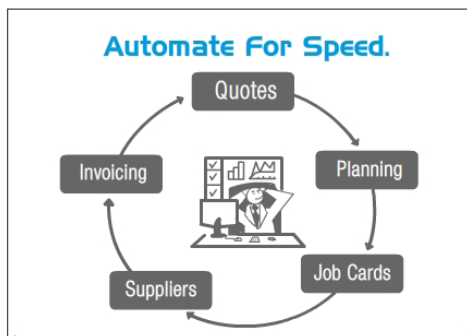 Automate For Speed.
Quotes
Planning
Job Cards
Suppliers
Invoicing